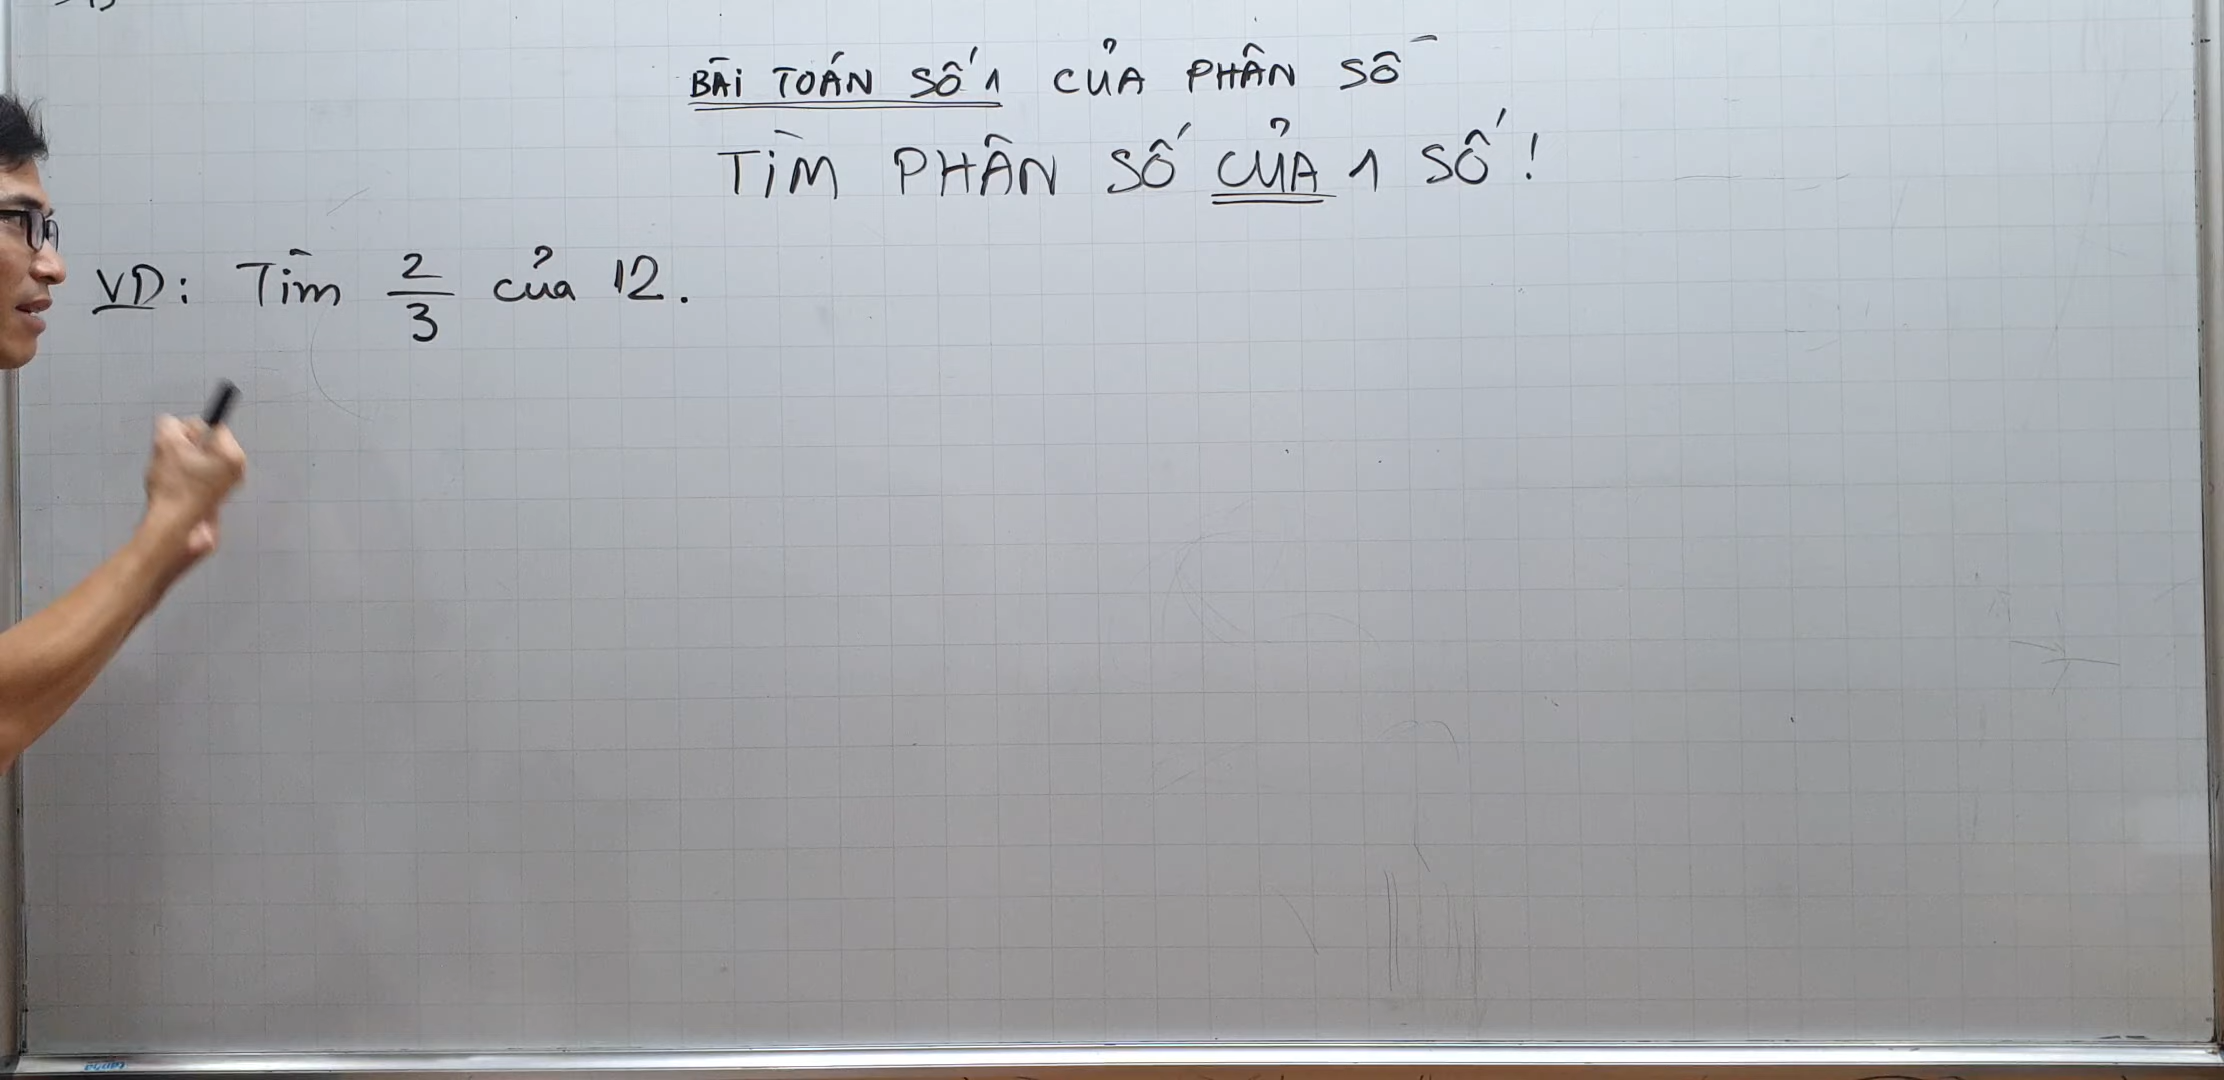 BÀI TOÁN SỐ 1 CỦA PHÂN SỐ
TÌM PHÂN SỐ CỦA 1 SỐ!
VD: Tìm 2/3 của 12.